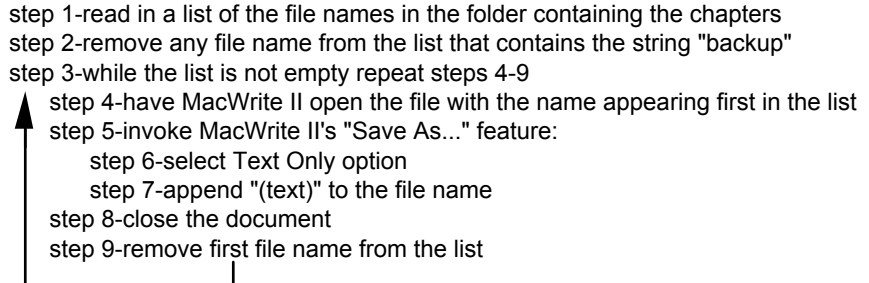 step 1-read in a list of the file names in the folder containing the chapters
step 2-remove any file name from the list that contains the string "backup"
step 3-while the list is not empty repeat steps 4-9
step 4-have MacWrite II open the file with the name appearing first in the list
step 5-invoke MacWrite II's "Save As..." feature:
step 6-select Text Only option
step 7-append "(text)" to the file name
step 8-close the document
step 9-remove first file name from the list